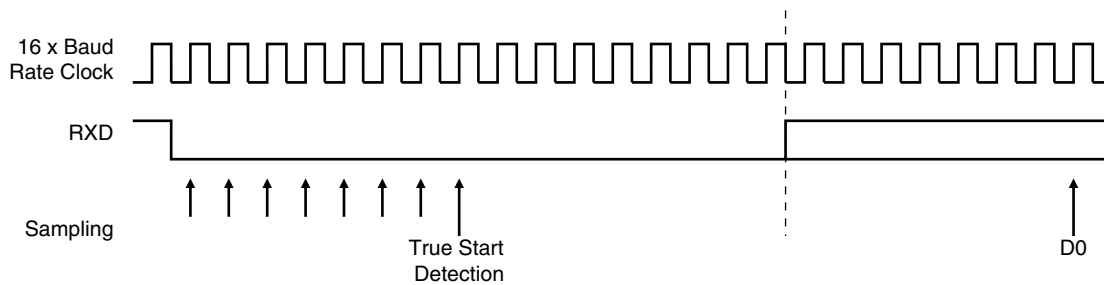 16 x Baud
Rate Clock
RXD
Sampling
True Start
Detection
D0